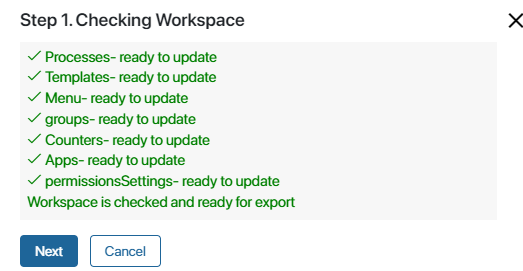 Step 1. Checking Workspace
Processes- ready to update
Templates- ready to update
Menu- ready to update
groups- ready to update
Counters- ready to update
Apps- ready to update
permissionsSettings- ready to update
Workspace is checked and ready for export
Next Cancel